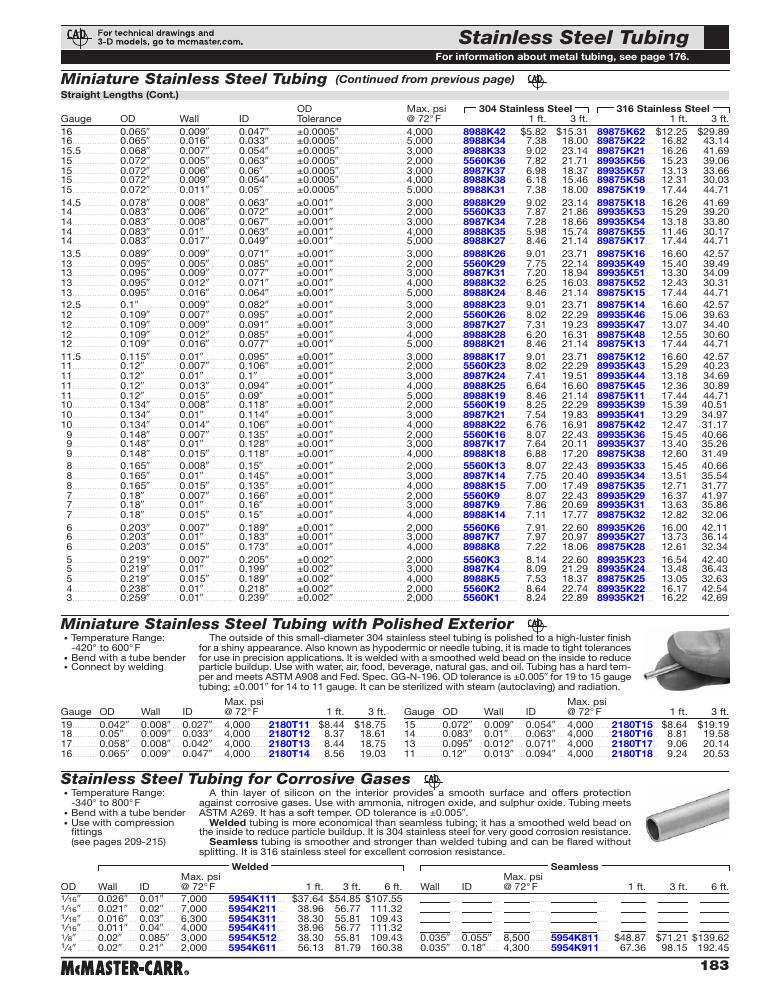 CAD For technical drawings and
3-D models, go to mcmaster.com.
Stainless Steel Tubing
For information about metal tubing, see page 176.
Miniature Stainless Steel Tubing (Continued from previous page) CAD
Straight Lengths (Cont.)
OD Max. psi 304 Stainless Steel 316 Stainless Steel
Gauge OD Wall ID Tolerance @ 72°F 1 ft. 3 ft. 1 ft. 3 ft.
16 0.065" 0.009" 0.047" ±0.0005" 4,000 8988K42 $5.82 $15.31 89875K62 $12.25 $29.89
16 0.065" 0.016" 0.033" ±0.0005" 5,000 8988K34 7.38 18.00 89875K22 16.82 43.14
15.5 0.068" 0.007" 0.054" ±0.0005" 3,000 8988K33 9.02 23.14 89875K21 16.26 41.69
15 0.072" 0.005" 0.063" ±0.0005" 2,000 5560K36 7.82 21.71 89935K56 15.23 39.06
15 0.072" 0.006" 0.06" ±0.0005" 3,000 8987K37 6.98 18.37 89935K57 13.13 33.66
15 0.072" 0.009" 0.054" ±0.0005" 4,000 8988K38 6.18 15.46 89875K58 12.31 30.03
15 0.072" 0.011" 0.05" ±0.0005" 5,000 8988K31 7.38 18.00 89875K19 17.44 44.71
14.5 0.078" 0.008" 0.063" ±0.001" 3,000 8988K29 9.02 23.14 89875K18 16.26 41.69
14 0.083" 0.006" 0.072" ±0.001" 2,000 5560K33 7.87 21.86 89935K53 15.29 39.20
14 0.083" 0.008" 0.067" ±0.001" 3,000 8987K34 7.28 18.66 89935K54 13.18 33.80
14 0.083" 0.01" 0.063" ±0.001" 4,000 8988K35 5.98 15.74 89875K55 11.46 30.17
14 0.083" 0.017" 0.049" ±0.001" 5,000 8988K27 8.46 21.14 89875K17 17.44 44.71
13.5 0.089" 0.009" 0.071" ±0.001" 3,000 8988K26 9.01 23.71 89875K16 16.60 42.57
13 0.095" 0.005" 0.085" ±0.001" 2,000 5560K29 7.75 22.14 89935K49 15.40 39.49
13 0.095" 0.009" 0.077" ±0.001" 3,000 8987K31 7.20 18.94 89935K51 13.30 34.09
13 0.095" 0.012" 0.071" ±0.001" 4,000 8988K32 6.25 16.03 89875K52 12.43 30.31
13 0.095" 0.016" 0.064" ±0.001" 5,000 8988K24 8.46 21.14 89875K15 17.44 44.71
12.5 0.1" 0.009" 0.082" ±0.001" 3,000 8988K23 9.01 23.71 89875K14 16.60 42.57
12 0.109" 0.007" 0.095" ±0.001" 2,000 5560K26 8.02 22.29 89935K46 15.06 39.63
12 0.109" 0.009" 0.091" ±0.001" 3,000 8987K27 7.31 19.23 89935K47 13.07 34.40
12 0.109" 0.012" 0.085" ±0.001" 4,000 8988K28 6.20 16.31 89875K48 12.55 30.60
12 0.109" 0.016" 0.077" ±0.001" 5,000 8988K21 8.46 21.14 89875K13 17.44 44.71
11.5 0.115" 0.01" 0.095" ±0.001" 3,000 8988K17 9.01 23.71 89875K12 16.60 42.57
11 0.12" 0.007" 0.106" ±0.001" 2,000 5560K23 8.02 22.29 89935K43 15.29 40.23
11 0.12" 0.01" 0.1" ±0.001" 3,000 8987K24 7.41 19.51 89935K44 13.18 34.69
11 0.12" 0.013" 0.094" ±0.001" 4,000 8988K25 6.64 16.60 89875K45 12.36 30.89
11 0.12" 0.015" 0.09" ±0.001" 5,000 8988K19 8.46 21.14 89875K11 17.44 44.71
10 0.134" 0.008" 0.118" ±0.001" 2,000 5560K19 8.25 22.29 89935K39 15.39 40.51
10 0.134" 0.01" 0.114" ±0.001" 3,000 8987K21 7.54 19.83 89935K41 13.29 34.97
10 0.134" 0.014" 0.106" ±0.001" 4,000 8988K22 6.76 16.91 89875K42 12.47 31.17
9 0.148" 0.007" 0.135" ±0.001" 2,000 5560K16 8.07 22.43 89935K36 15.45 40.66
9 0.148" 0.01" 0.128" ±0.001" 3,000 8987K17 7.64 20.11 89935K37 13.40 35.26
9 0.148" 0.015" 0.118" ±0.001" 4,000 8988K18 6.88 17.20 89875K38 12.60 31.49
8 0.165" 0.008" 0.15" ±0.001" 2,000 5560K13 8.07 22.43 89935K33 15.45 40.66
8 0.165" 0.01" 0.145" ±0.001" 3,000 8987K14 7.75 20.40 89935K34 13.51 35.54
8 0.165" 0.015" 0.135" ±0.001" 4,000 8988K15 7.00 17.49 89875K35 12.71 31.77
7 0.18" 0.007" 0.166" ±0.001" 2,000 5560K9 8.07 22.43 89935K29 16.37 41.97
7 0.18" 0.01" 0.16" ±0.001" 3,000 8987K9 7.86 20.69 89935K31 13.63 35.86
7 0.18" 0.015" 0.15" ±0.001" 4,000 8988K14 7.11 17.77 89875K32 12.82 32.06
6 0.203" 0.007" 0.189" ±0.001" 2,000 5560K6 7.91 22.60 89935K26 16.00 42.11
6 0.203" 0.01" 0.183" ±0.001" 3,000 8987K7 7.97 20.97 89935K27 13.73 36.14
6 0.203" 0.015" 0.173" ±0.001" 4,000 8988K8 7.22 18.06 89875K28 12.61 32.34
5 0.219" 0.007" 0.205" ±0.002" 2,000 5560K3 8.14 22.60 89935K23 16.54 42.40
5 0.219" 0.01" 0.199" ±0.002" 3,000 8987K4 8.09 21.29 89935K24 13.48 36.43
5 0.219" 0.015" 0.189" ±0.002" 4,000 8988K5 7.53 18.37 89875K25 13.05 32.63
4 0.238" 0.01" 0.218" ±0.002" 2,000 5560K2 8.64 22.74 89935K22 16.17 42.54
3 0.259" 0.01" 0.239" ±0.002" 2,000 5560K1 8.24 22.89 89935K21 16.22 42.69
Miniature Stainless Steel Tubing with Polished Exterior CAD
• Temperature Range:
-420° to 600°F
• Bend with a tube bender
• Connect by welding
The outside of this small-diameter 304 stainless steel tubing is polished to a high-luster finish
for a shiny appearance. Also known as hypodermic or needle tubing, it is made to tight tolerances
for use in precision applications. It is welded with a smoothed weld bead on the inside to reduce
particle buildup. Use with water, air, food, beverage, natural gas, and oil. Tubing has a hard tem-
per and meets ASTM A908 and Fed. Spec. GG-N-196. OD tolerance is ±0.005" for 19 to 15 gauge
tubing; ±0.001" for 14 to 11 gauge. It can be sterilized with steam (autoclaving) and radiation.
Max. psi Max. psi
Gauge OD Wall ID @ 72°F 1 ft. 3 ft. Gauge OD Wall ID @ 72°F 1 ft. 3 ft.
19 0.042" 0.008" 0.027" 4,000 2180T11 $8.44 $18.75 15 0.072" 0.009" 0.054" 4,000 2180T15 $8.64 $19.19
18 0.05" 0.009" 0.033" 4,000 2180T12 8.37 18.61 14 0.083" 0.01" 0.063" 4,000 2180T16 8.81 19.58
17 0.058" 0.008" 0.042" 4,000 2180T13 8.44 18.75 13 0.095" 0.012" 0.071" 4,000 2180T17 9.06 20.14
16 0.065" 0.009" 0.047" 4,000 2180T14 8.56 19.03 11 0.12" 0.013" 0.094" 4,000 2180T18 9.24 20.53
Stainless Steel Tubing for Corrosive Gases CAD
• Temperature Range:
-340° to 800°F
• Bend with a tube bender
• Use with compression
fittings
(see pages 209-215)
A thin layer of silicon on the interior provides a smooth surface and offers protection
against corrosive gases. Use with ammonia, nitrogen oxide, and sulphur oxide. Tubing meets
ASTM A269. It has a soft temper. OD tolerance is ±0.005".
Welded tubing is more economical than seamless tubing; it has a smoothed weld bead on
the inside to reduce particle buildup. It is 304 stainless steel for very good corrosion resistance.
Seamless tubing is smoother and stronger than welded tubing and can be flared without
splitting. It is 316 stainless steel for excellent corrosion resistance.
Welded Seamless
Max. psi Max. psi
OD Wall ID @ 72°F 1 ft. 3 ft. 6 ft. Wall ID @ 72°F 1 ft. 3 ft. 6 ft.
1/16" 0.026" 0.01" 7,000 5954K111 $37.64 $54.85 $107.55
1/16" 0.021" 0.02" 7,000 5954K211 38.96 56.77 111.32
1/16" 0.016" 0.03" 6,300 5954K311 38.30 55.81 109.43
1/16" 0.011" 0.04" 4,000 5954K411 38.96 56.77 111.32
1/8" 0.02" 0.085" 3,000 5954K512 38.30 55.81 109.43 0.035" 0.055" 8,500 5954K811 $48.87 $71.21 $139.62
1/4" 0.02" 0.21" 2,000 5954K611 56.13 81.79 160.38 0.035" 0.18" 4,300 5954K911 67.36 98.15 192.45
McMASTER-CARR®
183